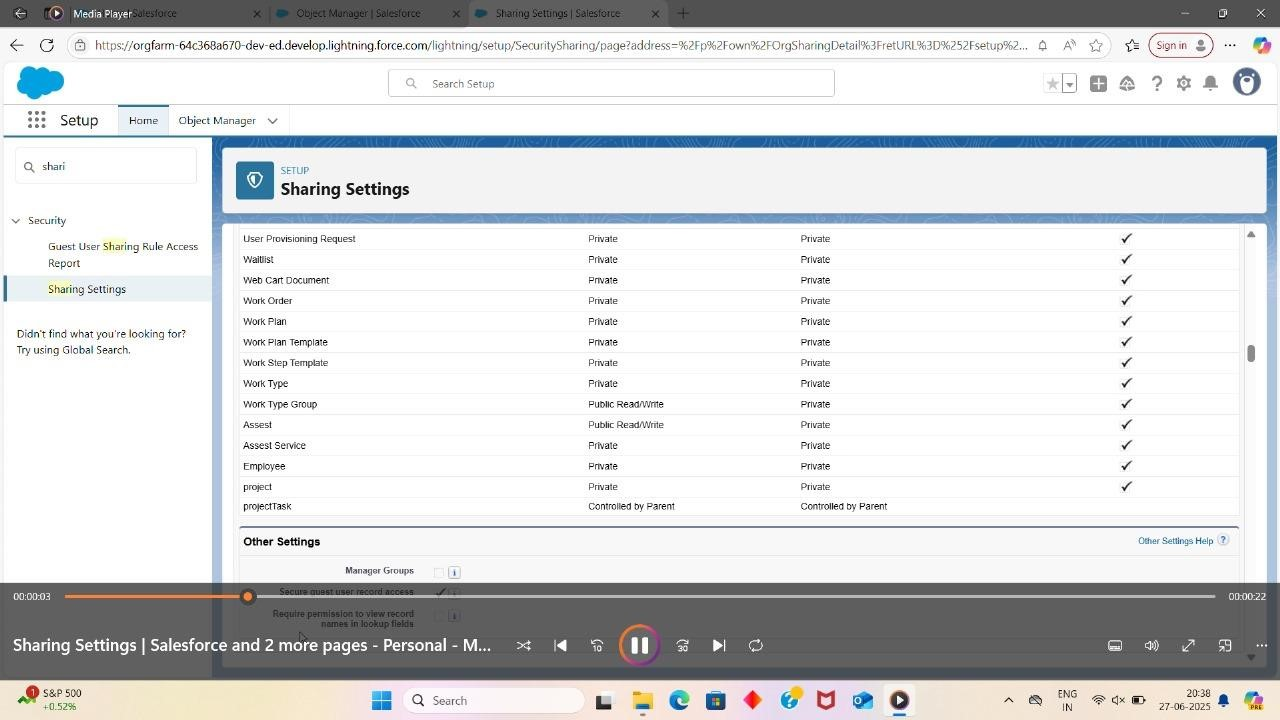 Media Player
Salesforce
Object Manager | Salesforce
Sharing Settings | Salesforce
https://orgfarm-64c368a670-dev-ed.develop.lightning.force.com/lightning/setup/SecuritySharing/page?address=%2Fp%2Fown%2FOrgSharingDetail%3FretURL%3D%252Fsetup%2...
Sign in
Search Setup
Setup
Home
Object Manager
shari
Security
Guest User Sharing Rule Access
Report
Sharing Settings
Didn't find what you're looking for?
Try using Global Search.
SETUP
Sharing Settings
User Provisioning Request Private Private
Waitlist Private Private
Web Cart Document Private Private
Work Order Private Private
Work Plan Private Private
Work Plan Template Private Private
Work Step Template Private Private
Work Type Private Private
Work Type Group Public Read/Write Private
Assest Public Read/Write Private
Assest Service Private Private
Employee Private Private
project Private Private
projectTask Controlled by Parent Controlled by Parent
Other Settings
Other Settings Help ?
Manager Groups
Secure guest user record access
Require permission to view record
names in lookup fields
00:00:03
00:00:22
Sharing Settings | Salesforce and 2 more pages - Personal - M...
10
30
1
S&P 500
+0.52%
Search
ENG
IN
20:38
27-06-2025
PRE